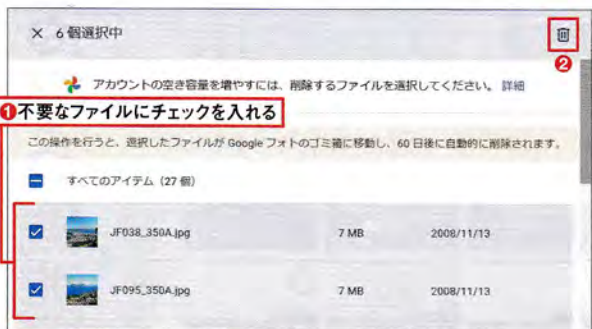 × 6個選択中
❷
アカウントの空き容量を増やすには、削除するファイルを選択してください。 詳細
❶不要なファイルにチェックを入れる
この操作を行うと、選択したファイルが Google フォトのゴミ箱に移動し、60 日後に自動的に削除されます。
すべてのアイテム（27 個）
JF038_350A.jpg 7 MB 2008/11/13
JF095_350A.jpg 7 MB 2008/11/13